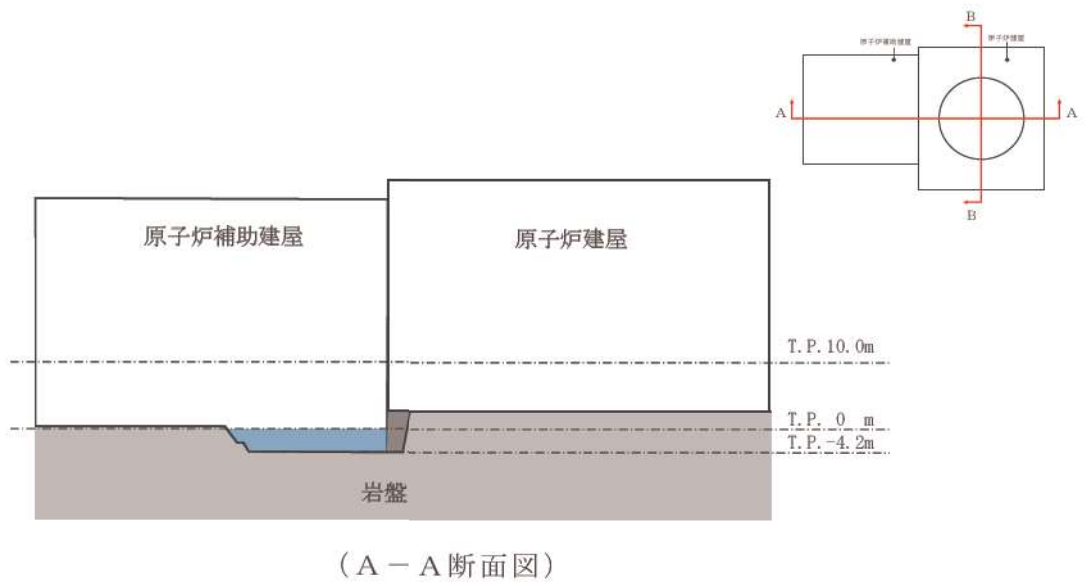 B
原子炉補助建屋
原子炉建屋
A
A
B
原子炉補助建屋
原子炉建屋
T.P.10.0m
T.P. 0 m
T.P.-4.2m
岩盤
(A-A断面図)